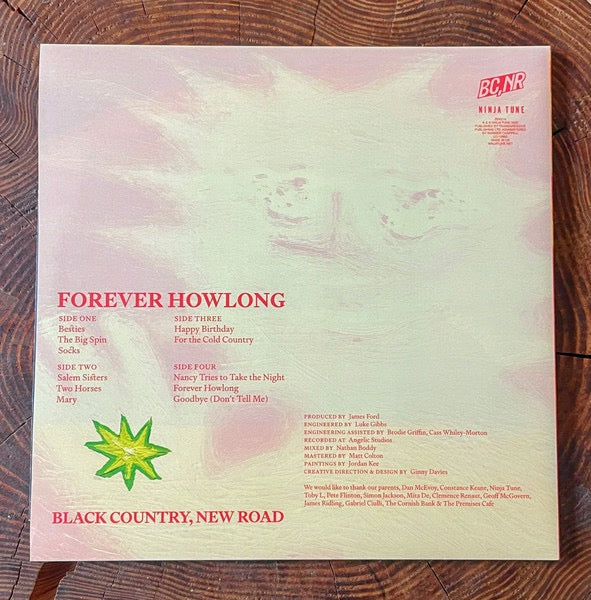 BC,NR
NINJA TUNE
FOREVER HOWLONG
SIDE ONE
Besties
The Big Spin
Socks
SIDE TWO
Salem Sisters
Two Horses
Mary
SIDE THREE
Happy Birthday
For the Cold Country
SIDE FOUR
Nancy Tries to Take the Night
Forever Howlong
Goodbye (Don't Tell Me)
PRODUCED BY James Ford
ENGINEERED BY Luke Gibbs
ENGINEERING ASSISTED BY Brodie Griffin, Cass Whiley-Morton
RECORDED AT Angelic Studios
MIXED BY Nathan Boddy
MASTERED BY Matt Colton
PAINTINGS BY Jordan Kee
CREATIVE DIRECTION & DESIGN BY Ginny Davies
We would like to thank our parents, Dan McEvoy, Constance Keane, Ninja Tune,
Toby L, Pete Flinton, Simon Jackson, Mita De, Clemence Renaut, Geoff McGovern,
James Ridling, Gabriel Ciulli, The Cornish Bank & The Premises Cafe
BLACK COUNTRY, NEW ROAD